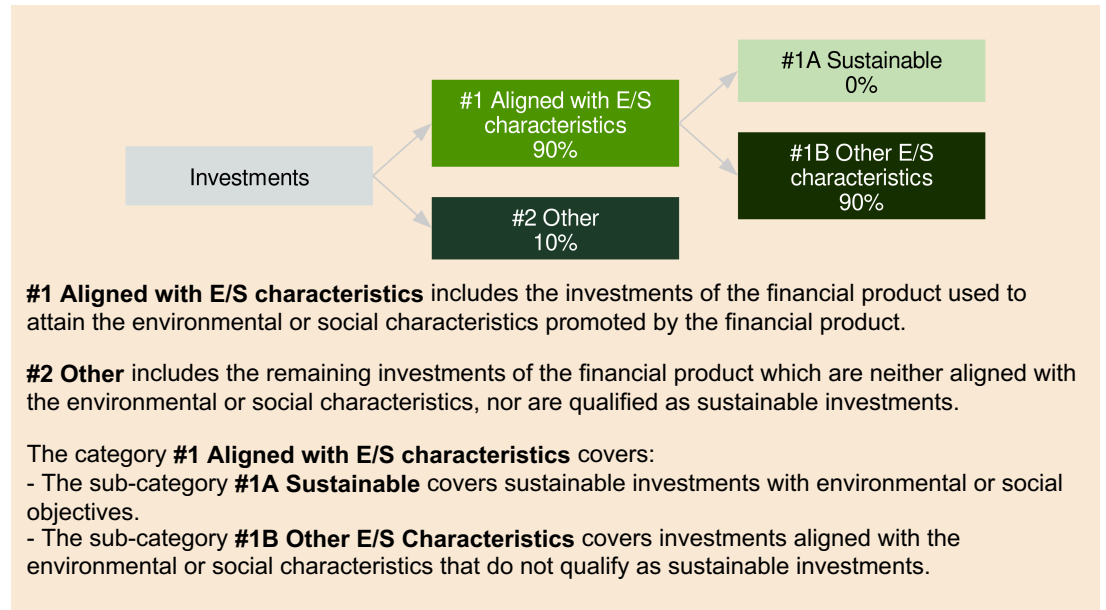 #1A Sustainable
0%
#1 Aligned with E/S
characteristics
90%
#1B Other E/S
characteristics
90%
Investments
#2 Other
10%
#1 Aligned with E/S characteristics includes the investments of the financial product used to
attain the environmental or social characteristics promoted by the financial product.
#2 Other includes the remaining investments of the financial product which are neither aligned with
the environmental or social characteristics, nor are qualified as sustainable investments.
The category #1 Aligned with E/S characteristics covers:
- The sub-category #1A Sustainable covers sustainable investments with environmental or social
objectives.
- The sub-category #1B Other E/S Characteristics covers investments aligned with the
environmental or social characteristics that do not qualify as sustainable investments.